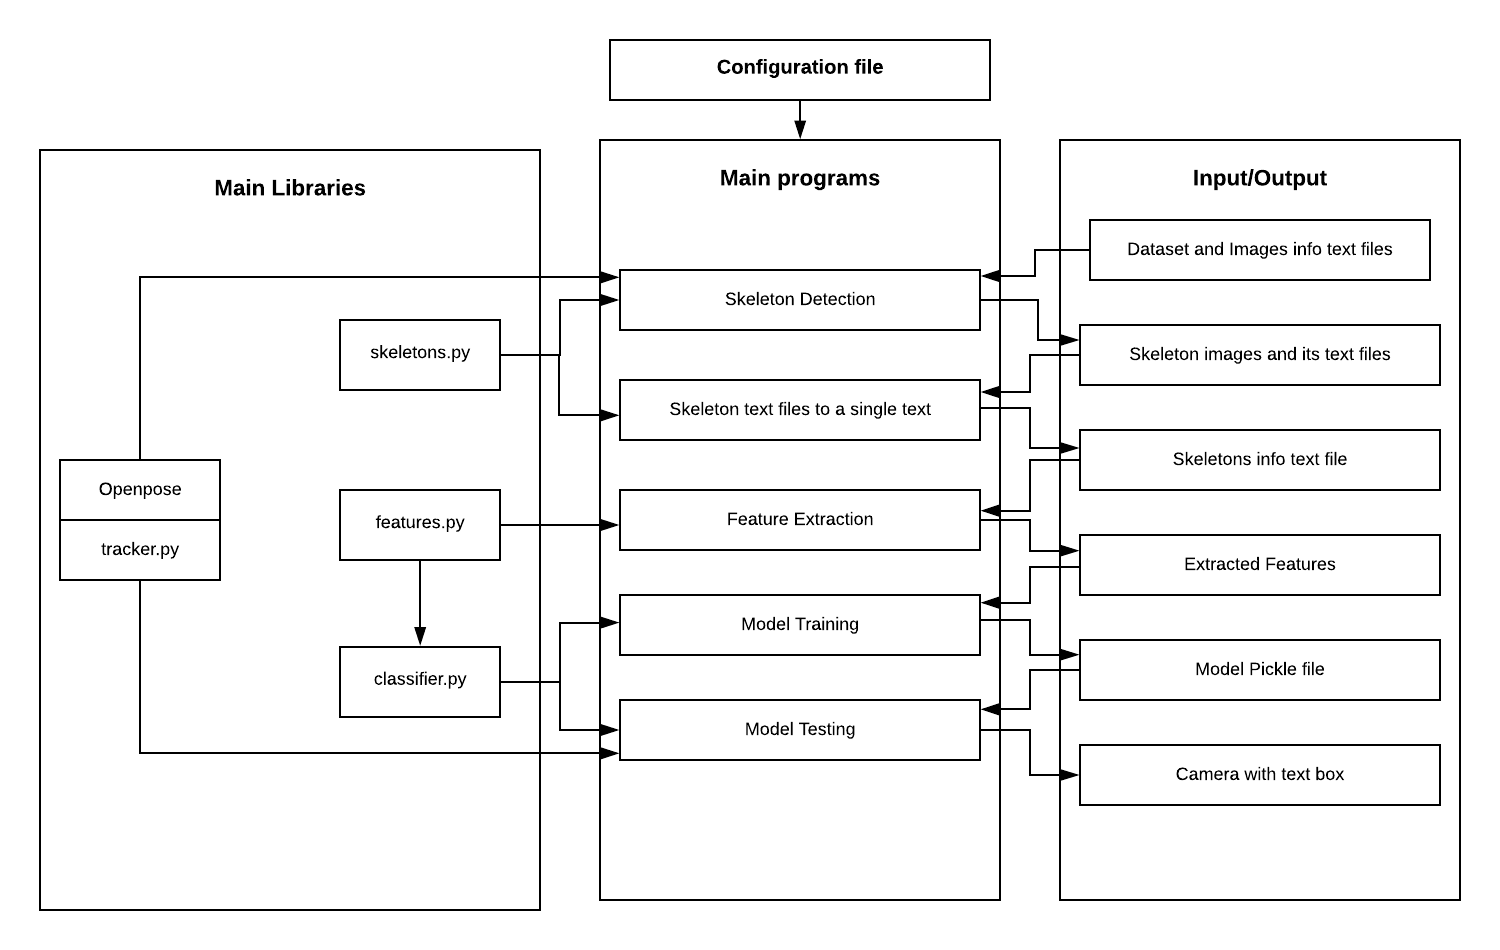 Configuration file
Main Libraries
skeletons.py
Openpose
tracker.py
features.py
classifier.py
Main programs
Skeleton Detection
Skeleton text files to a single text
Feature Extraction
Model Training
Model Testing
Input/Output
Dataset and Images info text files
Skeleton images and its text files
Skeletons info text file
Extracted Features
Model Pickle file
Camera with text box